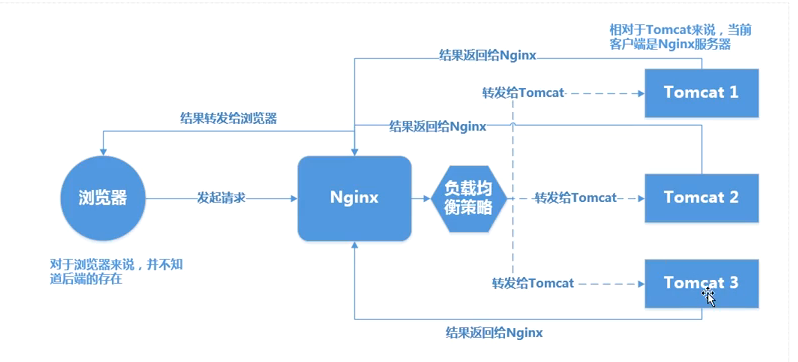 相对于Tomcat来说，当前
客户端是Nginx服务器
结果返回给Nginx
转发给Tomcat
Tomcat 1
结果转发给浏览器
结果返回给Nginx
浏览器
发起请求
Nginx
负载均
衡策略
转发给Tomcat
Tomcat 2
对于浏览器来说，并不知
道后端的存在
转发给Tomcat
Tomcat 3
结果返回给Nginx